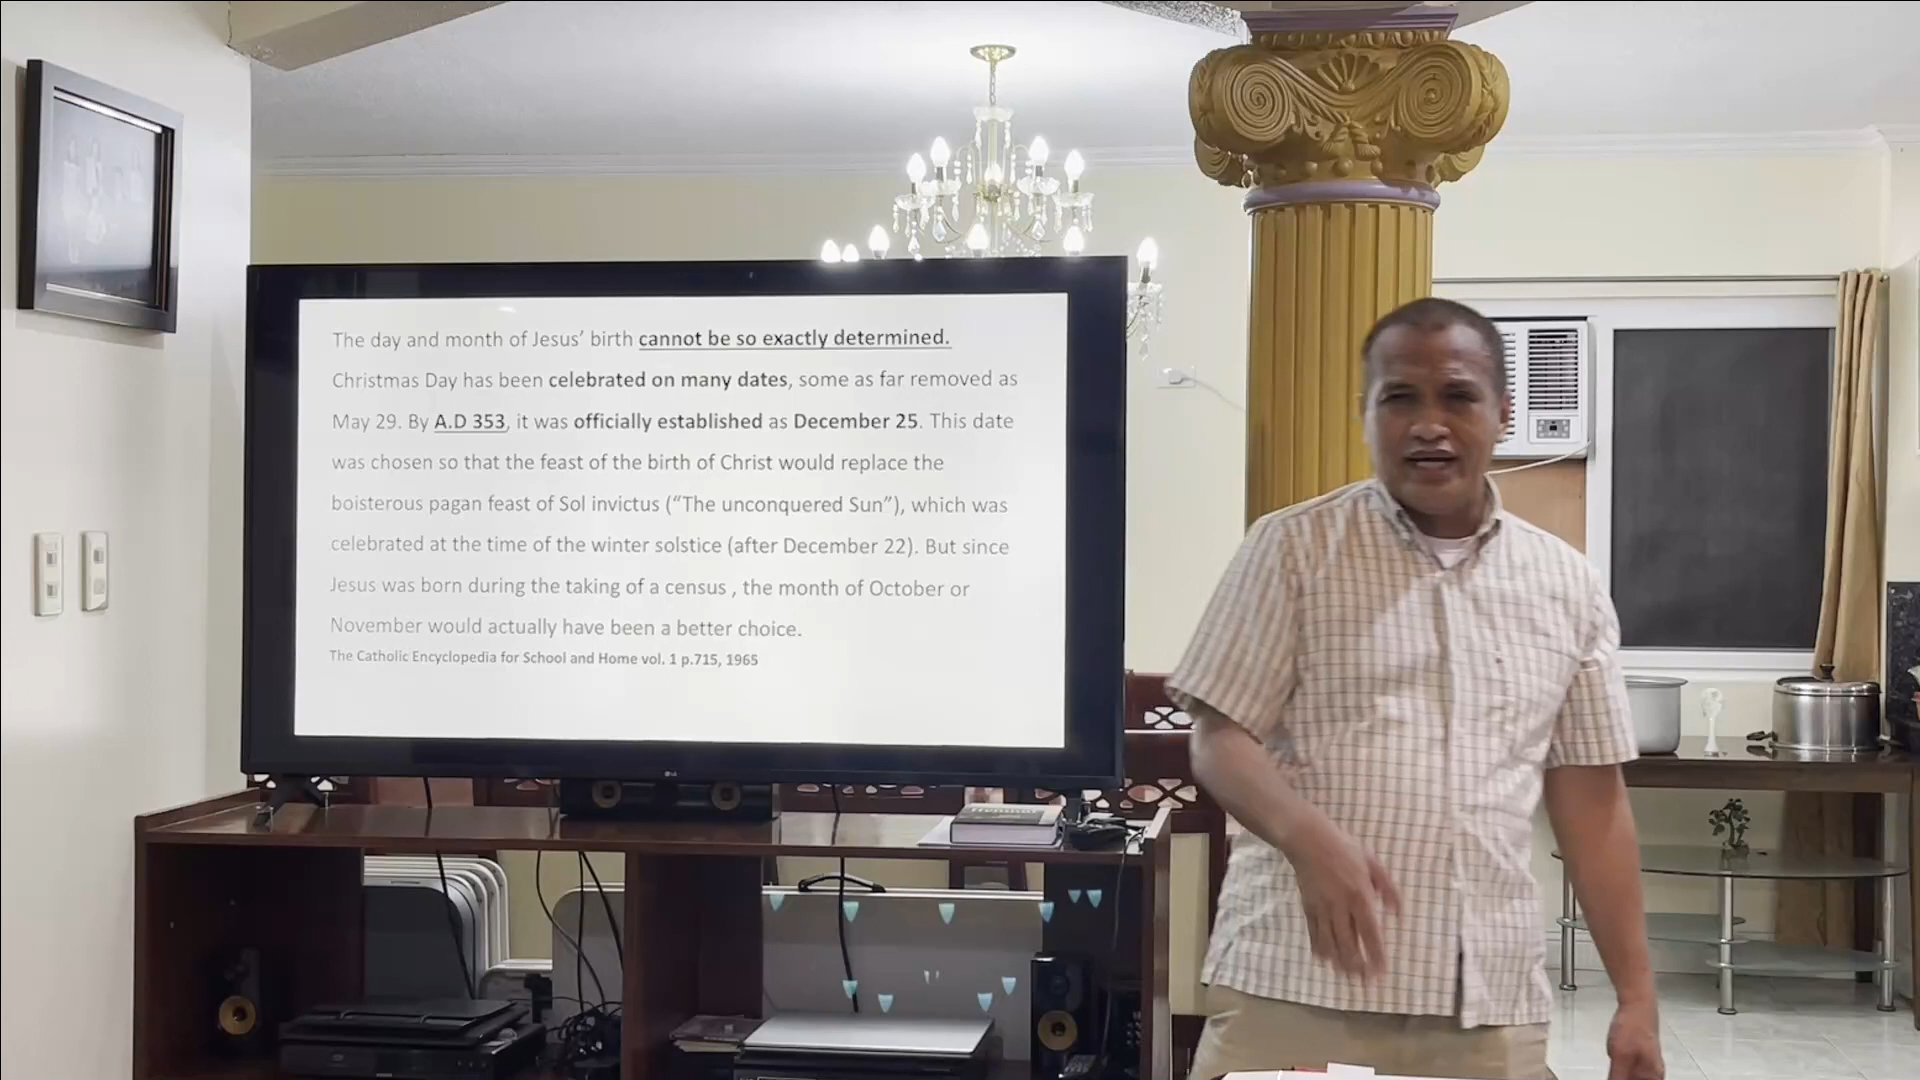 The day and month of Jesus' birth cannot be so exactly determined.
Christmas Day has been celebrated on many dates, some as far removed as
May 29. By A.D 353, it was officially established as December 25. This date
was chosen so that the feast of the birth of Christ would replace the
boisterous pagan feast of Sol invictus (“The unconquered Sun”), which was
celebrated at the time of the winter solstice (after December 22). But since
Jesus was born during the taking of a census , the month of October or
November would actually have been a better choice.
The Catholic Encyclopedia for School and Home vol. 1 p.715, 1965
LG